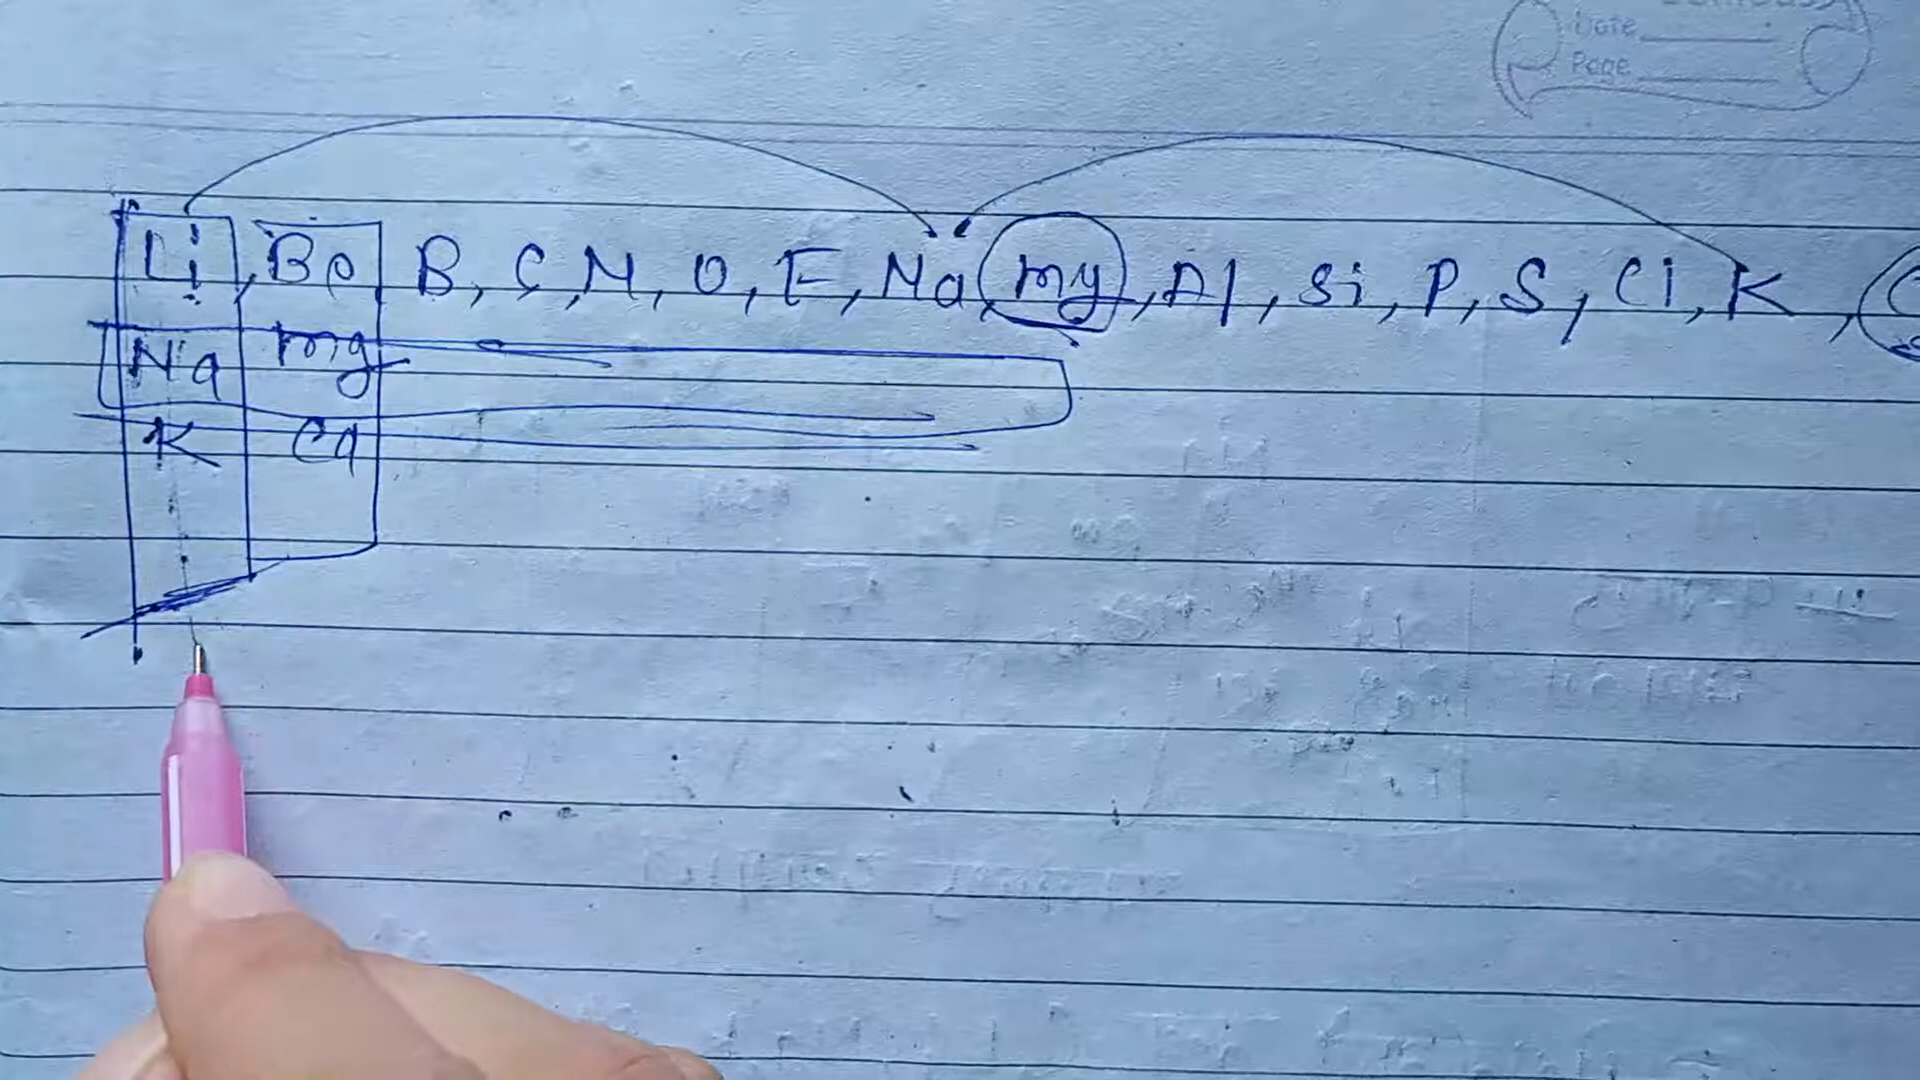 Date
Page
Li, Be B, C, N, O, F, Na, mg, Al, Si, P, S, Cl, K,
Na mg
K Ca